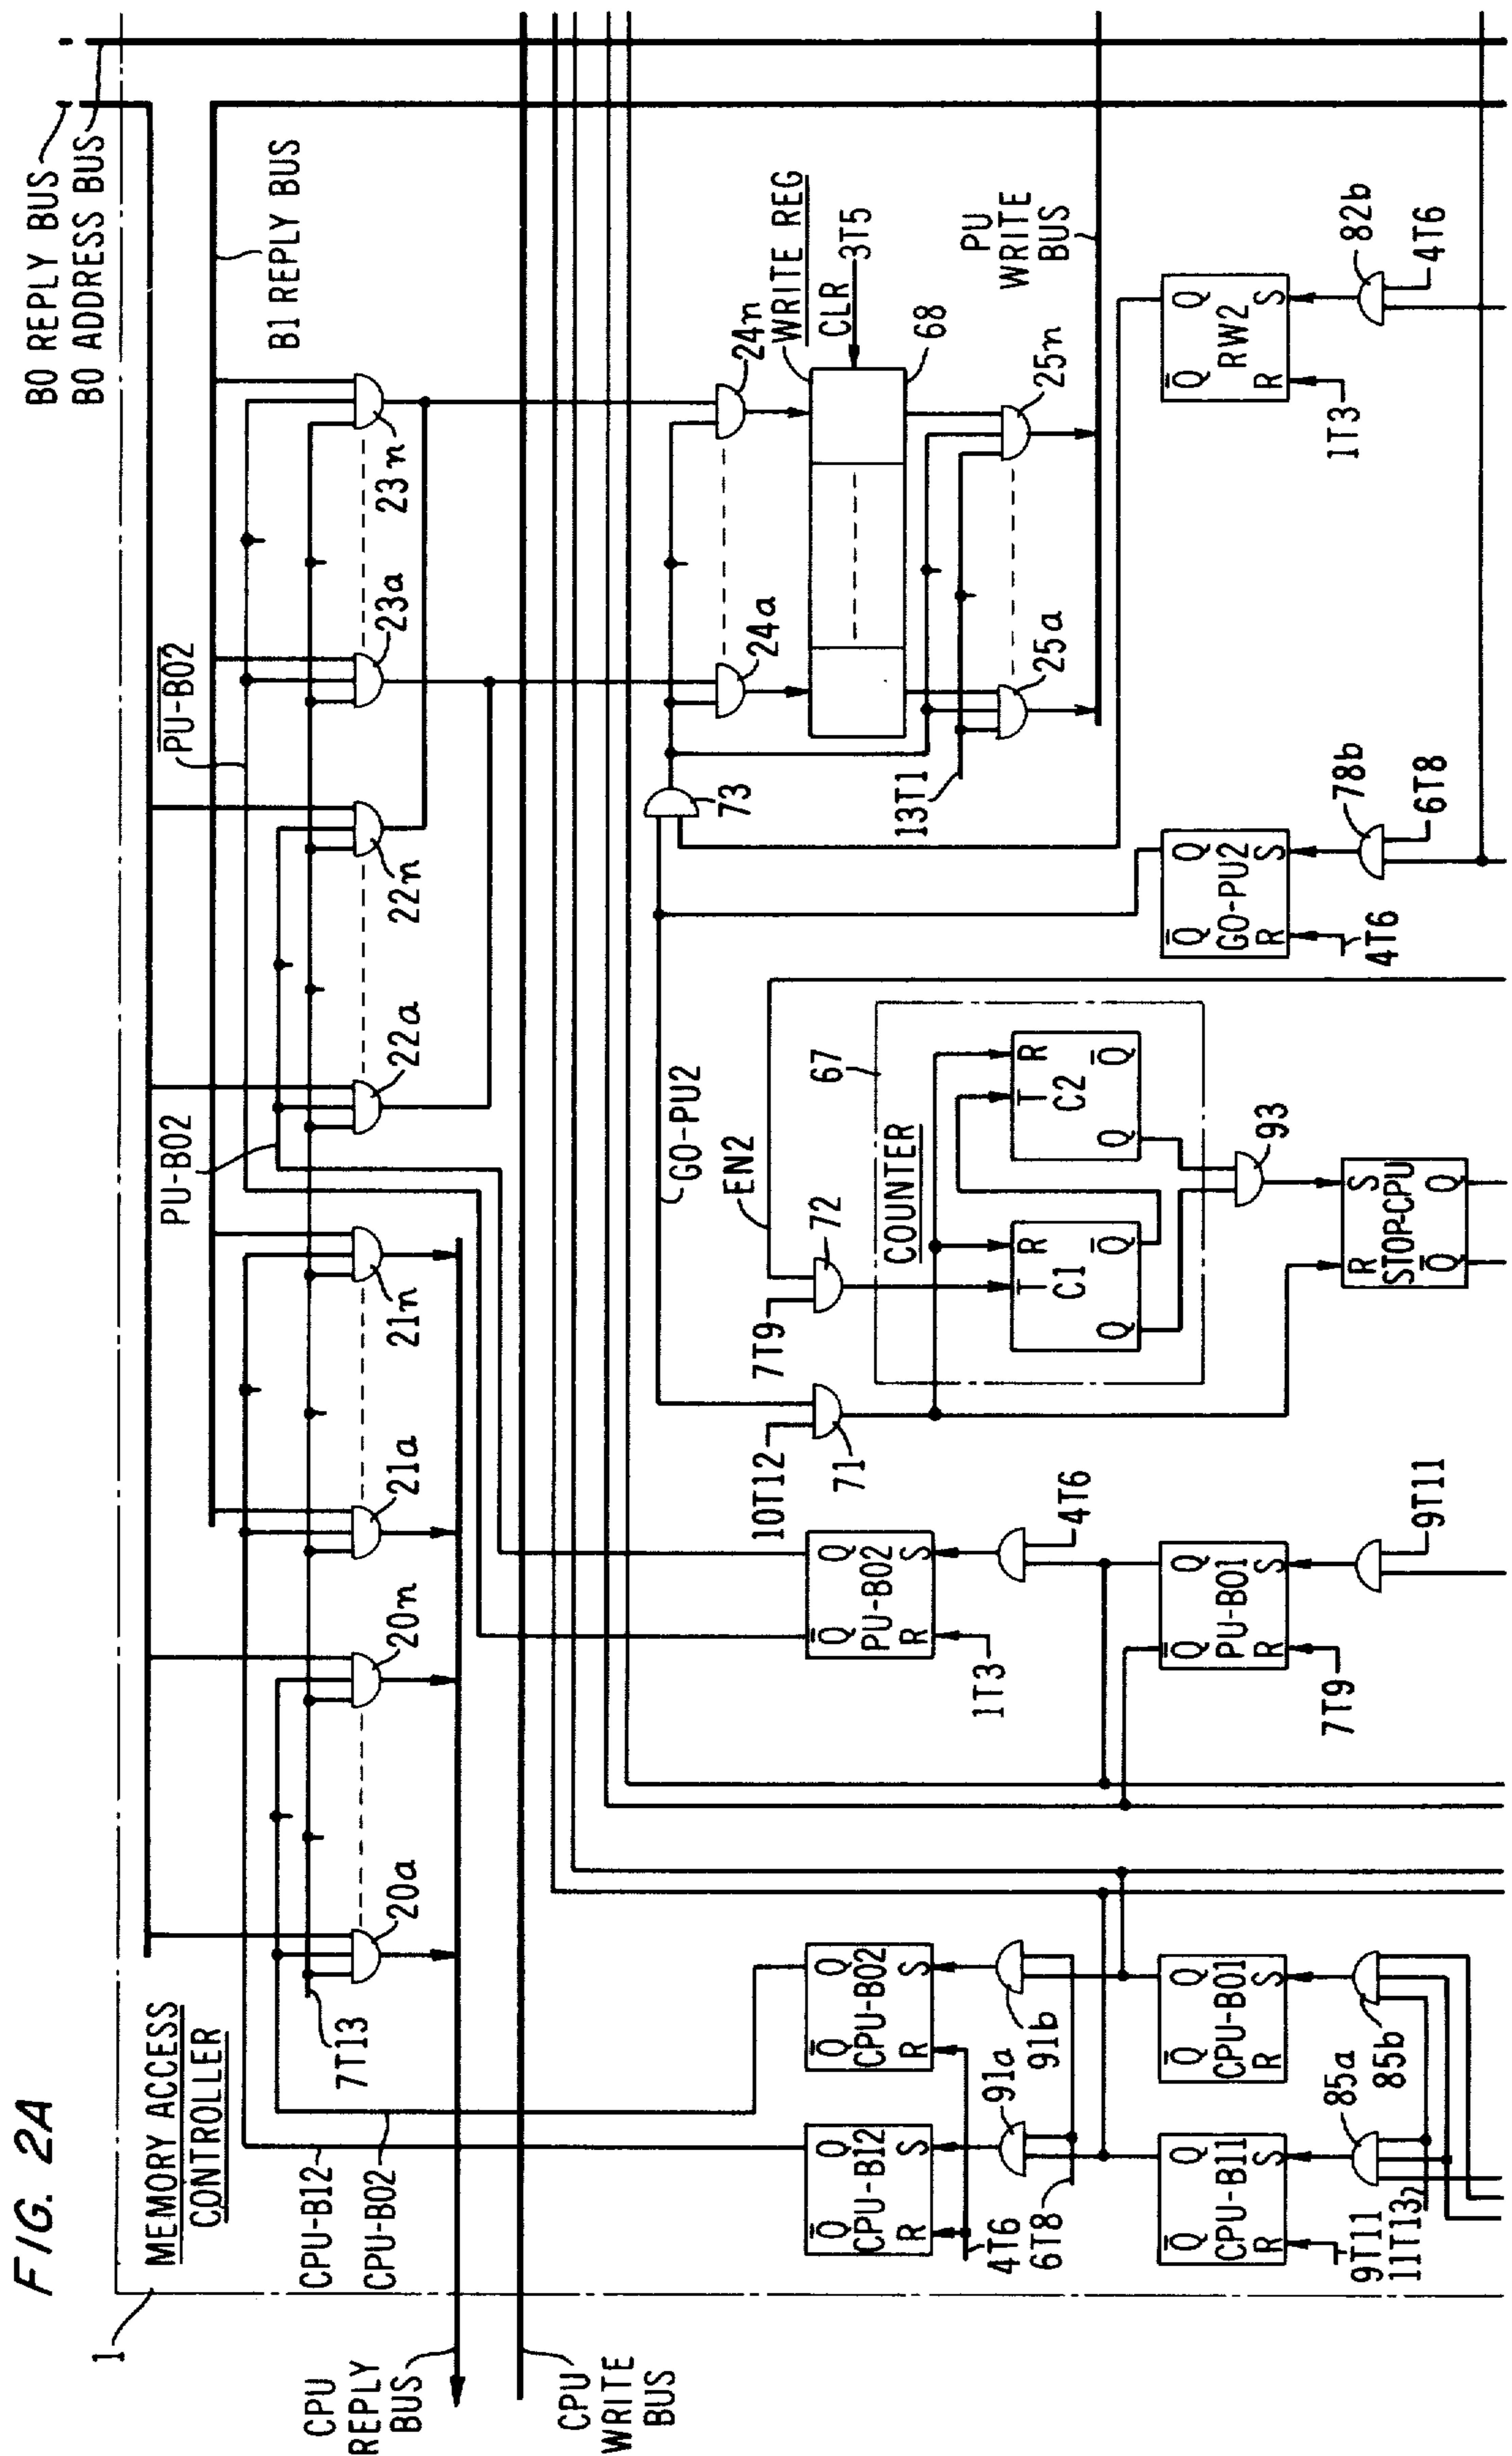 FIG. 2A
1
MEMORY ACCESS
CONTROLLER
B0 REPLY BUS
B0 ADDRESS BUS
B1 REPLY BUS
PU-B02
P̅U̅-̅B̅0̅2̅
7T13
20a
20n
21a
21n
22a
22n
23a
23n
CPU-B12
CPU-B02
CPU
REPLY
BUS
CPU
WRITE
BUS
GO-PU2
EN2
73
24a
24n
WRITE REG
CLR
3T5
68
13T1
25a
25n
PU
WRITE
BUS
10T12
71
7T9
72
COUNTER
67
T
R
C1
Q
Q̅
T
R
C2
Q
Q̅
93
R
S
STOP-CPU
Q̅
Q
Q̅
Q
CPU-B12
R
S
Q̅
Q
CPU-B02
R
S
4T6
6T8
91a
91b
Q̅
Q
CPU-B11
R
S
Q̅
Q
CPU-B01
R
S
9T11
11T13
85a
85b
Q̅
Q
PU-B02
R
S
1T3
4T6
Q̅
Q
PU-B01
R
S
7T9
9T11
Q̅
Q
GO-PU2
R
S
4T6
78b
6T8
Q̅
Q
RW2
R
S
1T3
82b
4T6